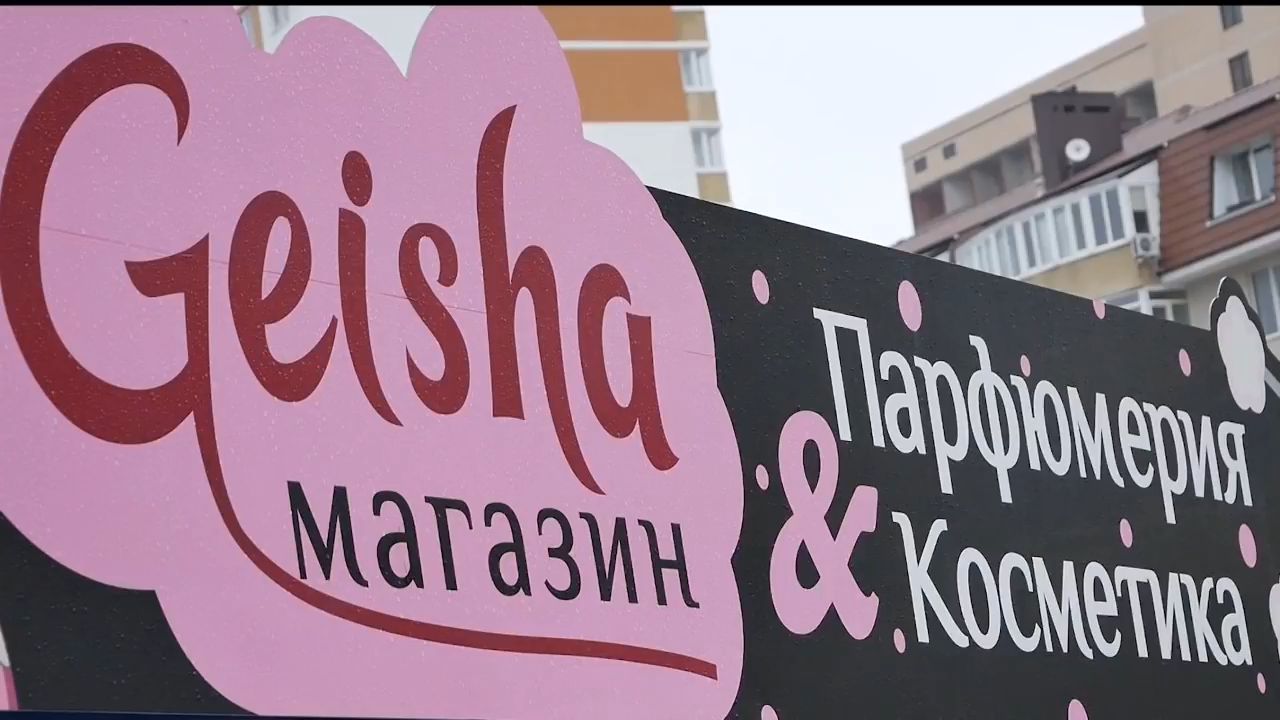 Geisha
магазин
Парфюмерия
& Косметика